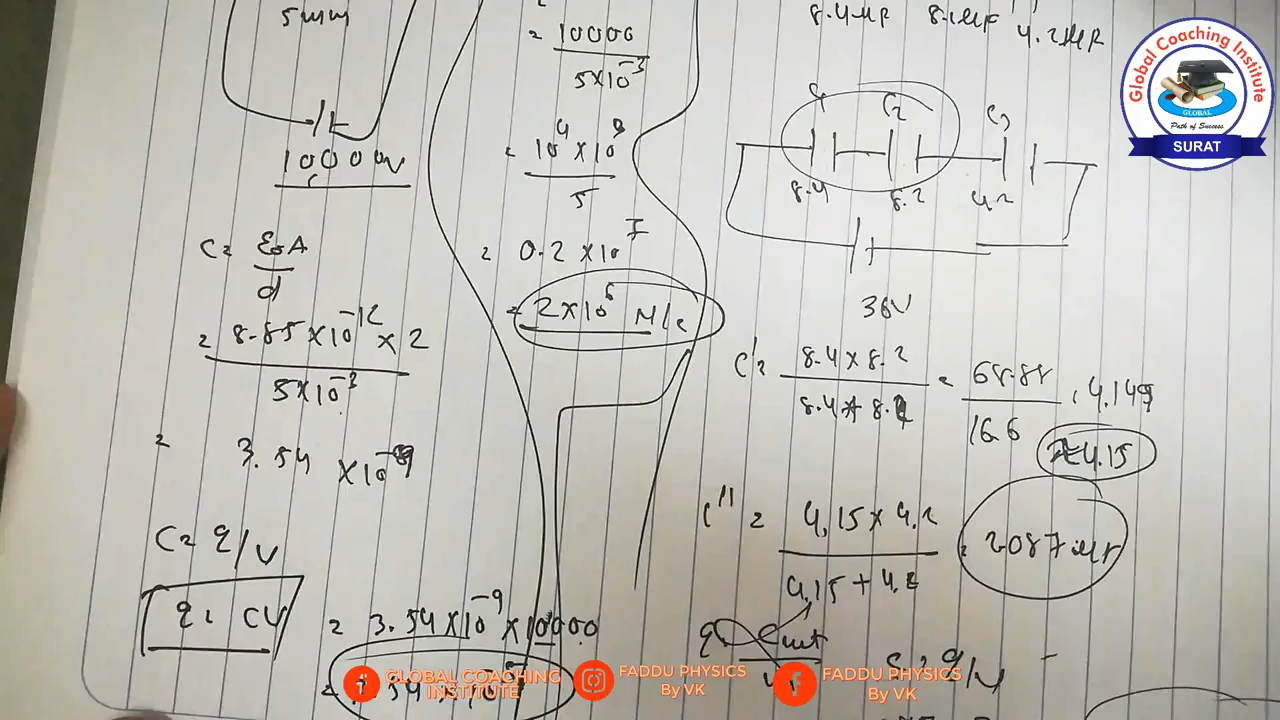 5mm
10000V
C = ε₀A
d
= 8.85 × 10⁻¹² × 2
5×10⁻³
= 3.54 × 10⁻⁹
C = q/V
q = CV
= 3.54 × 10⁻⁹ × 10000
=
= 10000
5×10⁻³
= 10⁴ × 10³
5
= 0.2 × 10⁷
= 2×10⁶ N/c
8.4μF 8.2μF 4.2μF
C₁ C₂ C₃
8.4 8.2 4.2
36V
C' = 8.4 × 8.2 = 68.88 = 4.149
8.4 + 8.2 16.6
≈ 4.15
C'' = 4.15 × 4.2 = 2.087 μF
4.15 + 4.2
Global Coaching Institute
GLOBAL
Path of Success
SURAT
GLOBAL COACHING INSTITUTE
FADDU PHYSICS By VK
FADDU PHYSICS By VK